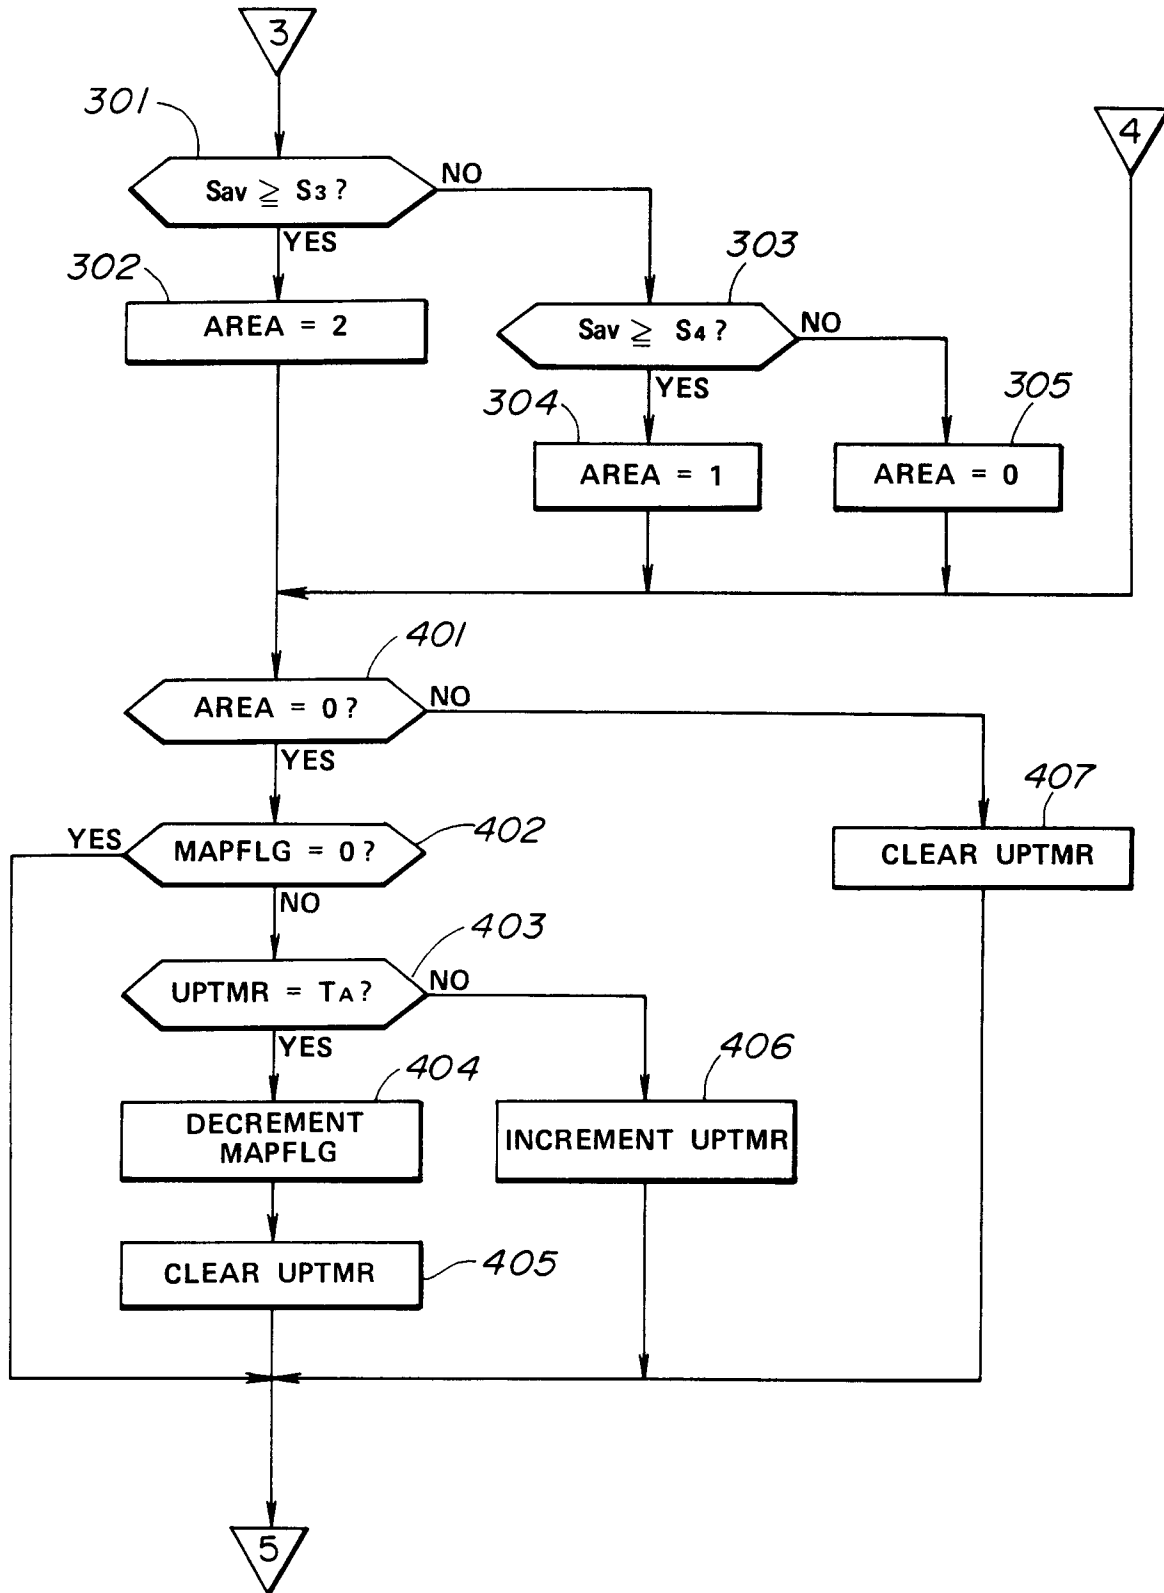 3
301
4
Sav ≧ S3 ?
NO
YES
302
303
AREA = 2
Sav ≧ S4 ?
NO
YES
304
305
AREA = 1
AREA = 0
401
AREA = 0 ?
NO
YES
407
YES
MAPFLG = 0 ?
402
CLEAR UPTMR
NO
403
UPTMR = TA ?
NO
YES
404
406
DECREMENT
MAPFLG
INCREMENT UPTMR
CLEAR UPTMR
405
5